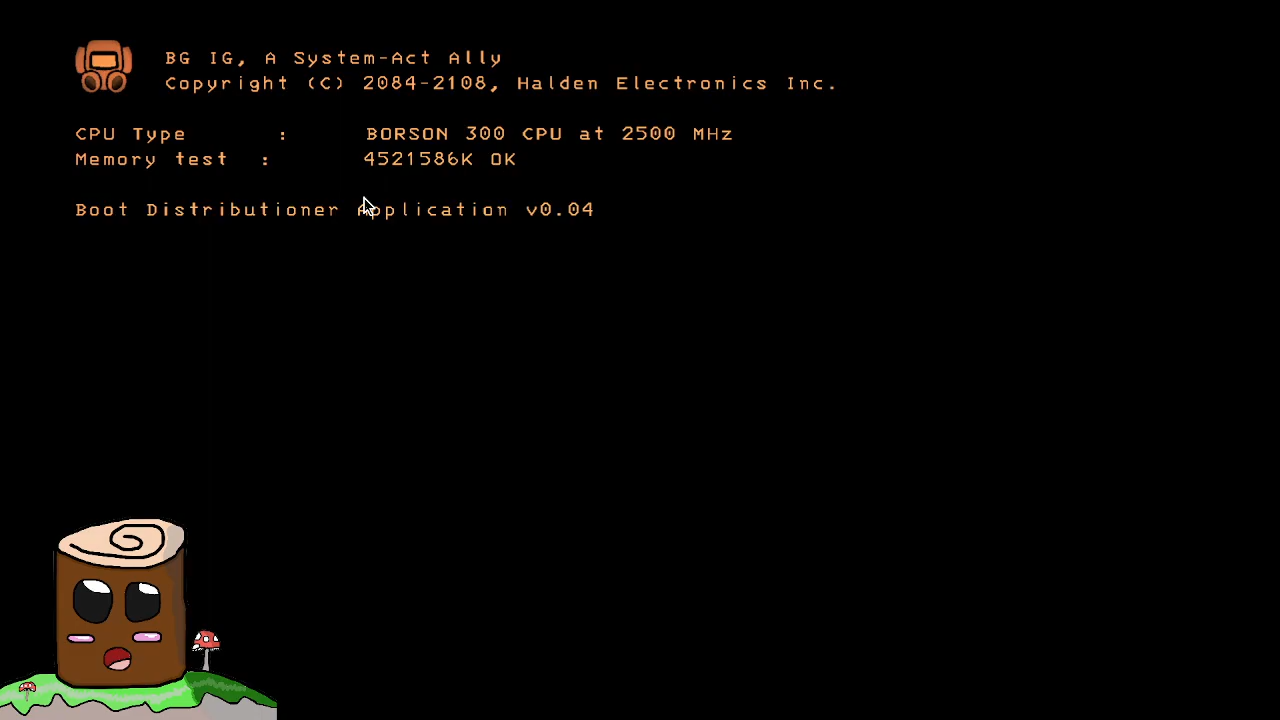 BG IG, A System-Act Ally
Copyright (C) 2084-2108, Halden Electronics Inc.
CPU Type : BORSON 300 CPU at 2500 MHz
Memory test : 4521586K OK
Boot Distributioner Application v0.04